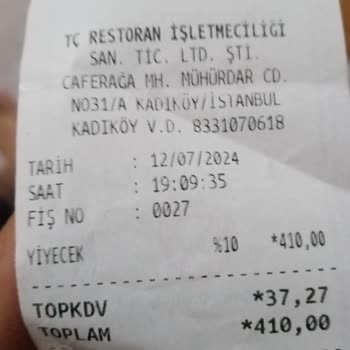 YÇ RESTORAN İŞLETMECİLİĞİ
SAN. TİC. LTD. ŞTİ.
CAFERAĞA MH. MÜHÜRDAR CD.
NO31/A KADIKÖY/İSTANBUL
KADIKÖY V.D. 8331070618
TARİH : 12/07/2024
SAAT : 19:09:35
FİŞ NO : 0027
YİYECEK %10 *410,00
TOPKDV *37,27
TOPLAM *410,00